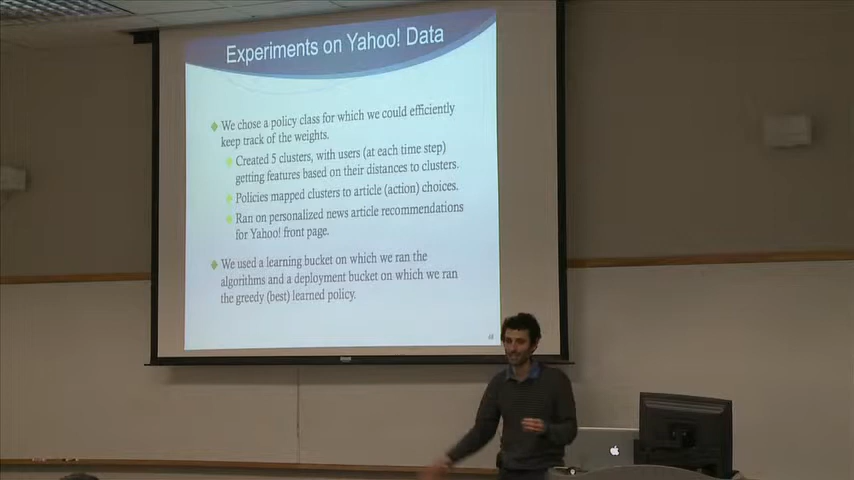 Experiments on Yahoo! Data
We chose a policy class for which we could efficiently
keep track of the weights.
Created 5 clusters, with users (at each time step)
getting features based on their distances to clusters.
Policies mapped clusters to article (action) choices.
Ran on personalized news article recommendations
for Yahoo! front page.
We used a learning bucket on which we ran the
algorithms and a deployment bucket on which we ran
the greedy (best) learned policy.